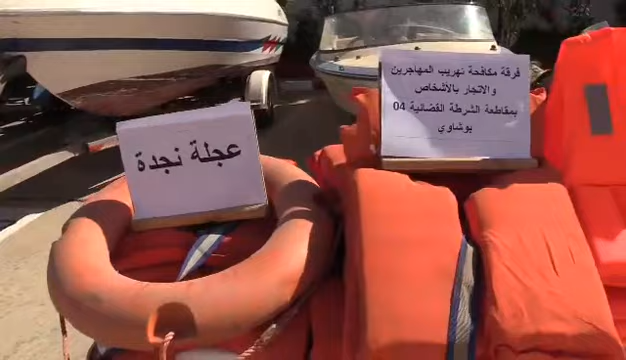 فرقة مكافحة تهريب المهاجرين
والاتجار بالأشخاص
بمقاطعة الشرطة القضائية 04
بوشاوي
عجلة نجدة